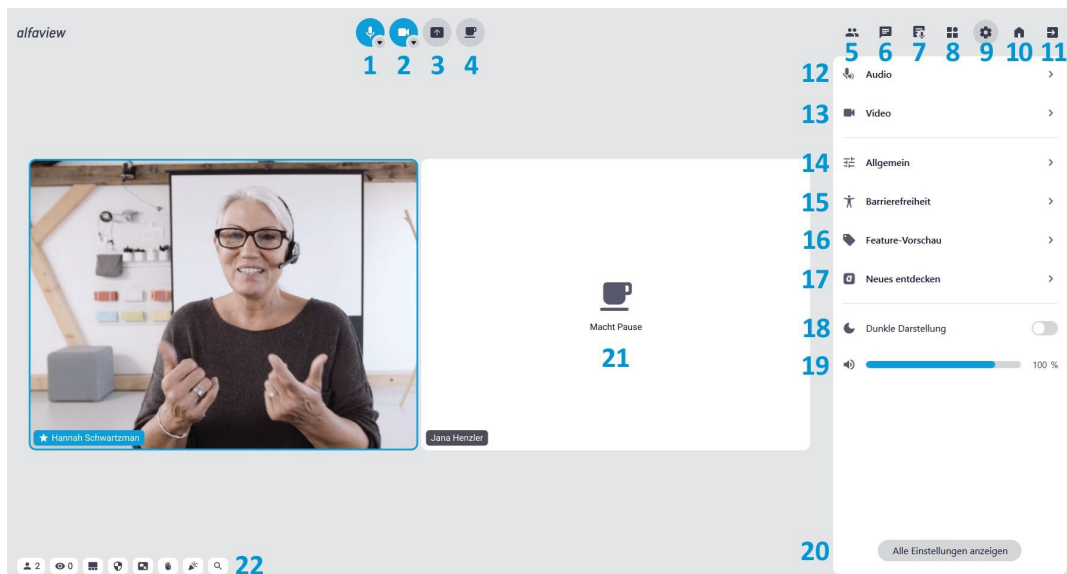 alfaview
1 2 3 4
5 6 7 8 9 10 11
12 Audio
13 Video
14 Allgemein
15 Barrierefreiheit
16 Feature-Vorschau
17 Neues entdecken
18 Dunkle Darstellung
19 100 %
Macht Pause
21
Hannah Schwartzman
Jana Henzler
20 Alle Einstellungen anzeigen
2 0 22